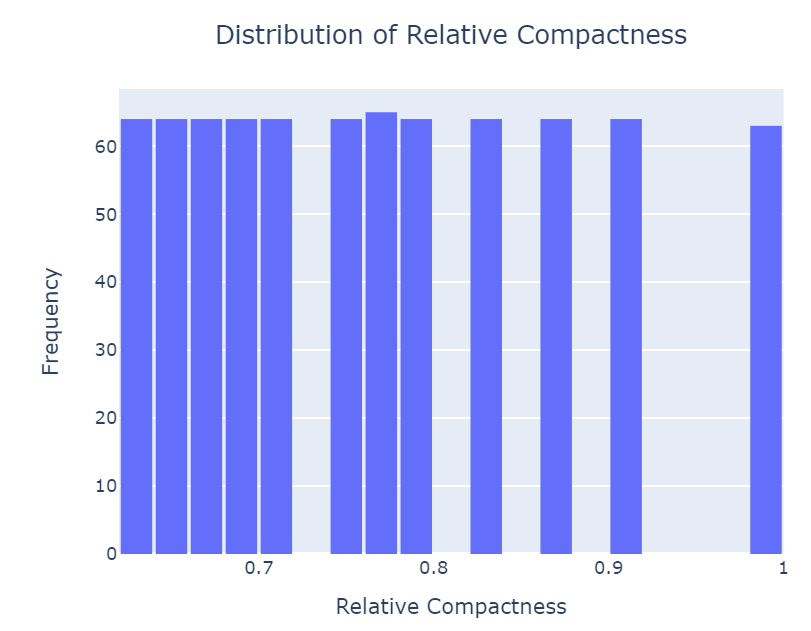 Distribution of Relative Compactness
Frequency
60
50
40
30
20
10
0
0.7 0.8 0.9 1
Relative Compactness